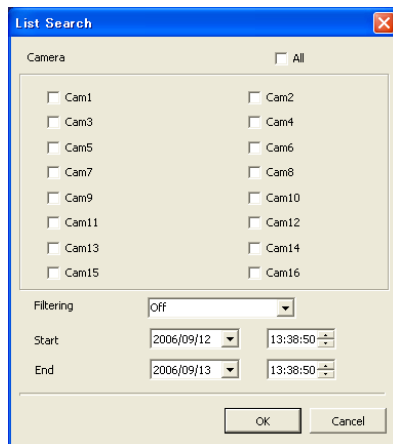 List Search
Camera All
Cam1 Cam2
Cam3 Cam4
Cam5 Cam6
Cam7 Cam8
Cam9 Cam10
Cam11 Cam12
Cam13 Cam14
Cam15 Cam16
Filtering Off
Start 2006/09/12 13:38:50
End 2006/09/13 13:38:50
OK Cancel